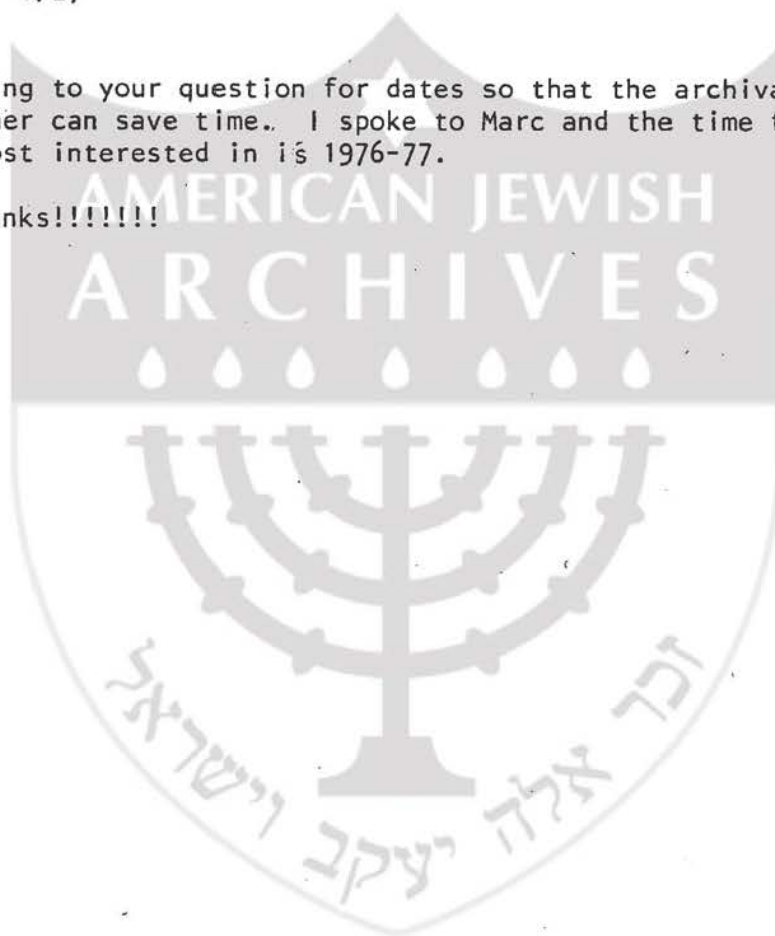 ng to your question for dates so that the archiva
er can save time. I spoke to Marc and the time
st interested in is 1976-77.
nks!!!!!!!
AMERICAN JEWISH
ARCHIVES
זכר אלה יעקב וישראל